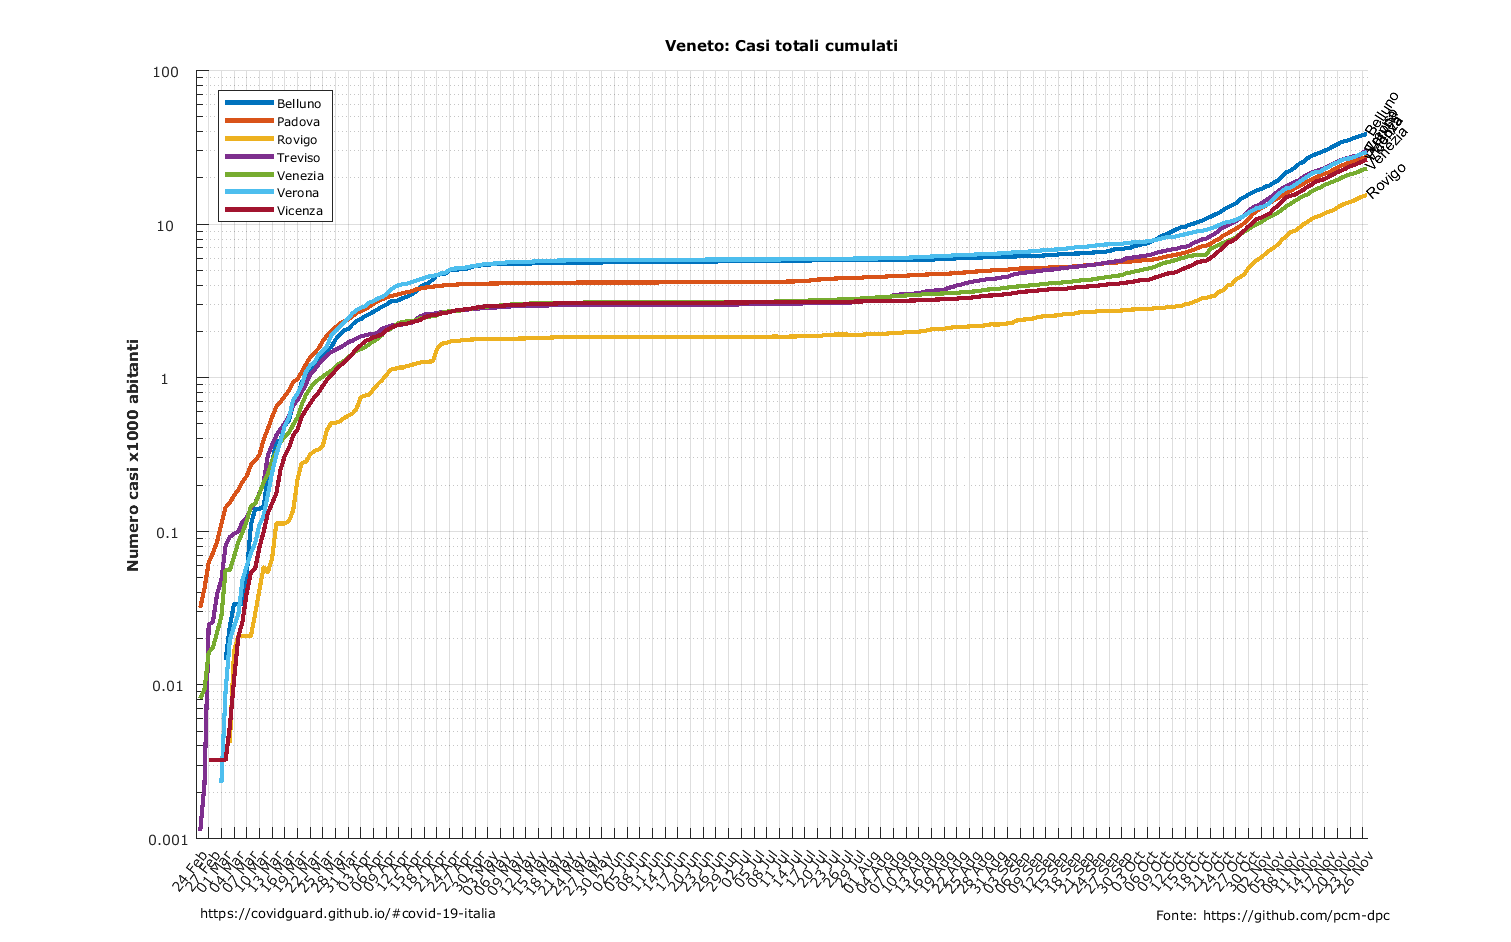 Veneto: Casi totali cumulati
100
10
1
0.1
0.01
0.001
Numero casi x1000 abitanti
Belluno
Padova
Rovigo
Treviso
Venezia
Verona
Vicenza
Belluno
Venezia
Rovigo
24 Feb
27 Feb
01 Mar
04 Mar
07 Mar
10 Mar
13 Mar
16 Mar
19 Mar
22 Mar
25 Mar
28 Mar
31 Mar
03 Apr
06 Apr
09 Apr
12 Apr
15 Apr
18 Apr
21 Apr
24 Apr
27 Apr
30 Apr
03 May
06 May
09 May
12 May
15 May
18 May
21 May
24 May
27 May
30 May
02 Jun
05 Jun
08 Jun
11 Jun
14 Jun
17 Jun
20 Jun
23 Jun
26 Jun
29 Jun
02 Jul
05 Jul
08 Jul
11 Jul
14 Jul
17 Jul
20 Jul
23 Jul
26 Jul
29 Jul
01 Aug
04 Aug
07 Aug
10 Aug
13 Aug
16 Aug
19 Aug
22 Aug
25 Aug
28 Aug
31 Aug
03 Sep
06 Sep
09 Sep
12 Sep
15 Sep
18 Sep
21 Sep
24 Sep
27 Sep
30 Sep
03 Oct
06 Oct
09 Oct
12 Oct
15 Oct
18 Oct
21 Oct
24 Oct
27 Oct
30 Oct
02 Nov
05 Nov
08 Nov
11 Nov
14 Nov
17 Nov
20 Nov
23 Nov
26 Nov
https://covidguard.github.io/#covid-19-italia
Fonte: https://github.com/pcm-dpc